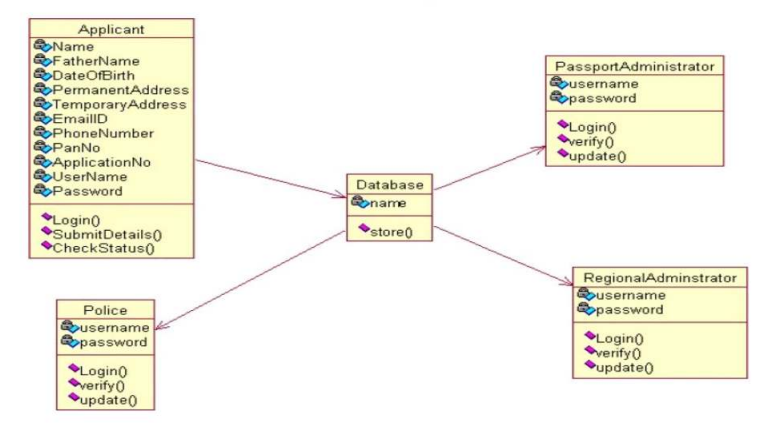 Applicant
Name
FatherName
DateOfBirth
PermanentAddress
TemporaryAddress
EmailID
PhoneNumber
PanNo
ApplicationNo
UserName
Password
Login()
SubmitDetails()
CheckStatus()
PassportAdministrator
username
password
Login()
verify()
update()
Database
name
store()
Police
username
password
Login()
verify()
update()
RegionalAdminstrator
username
password
Login()
verify()
update()